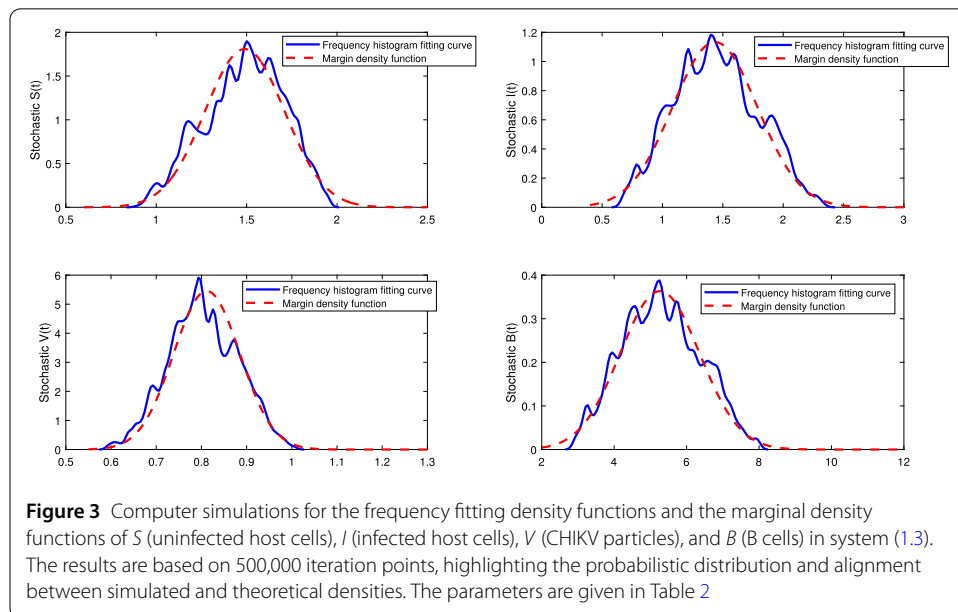 2
1.5
1
0.5
0
Stochastic S(t)
Frequency histogram fitting curve
Margin density function
0.5 1 1.5 2 2.5
1.2
1
0.8
0.6
0.4
0.2
0
Stochastic I(t)
Frequency histogram fitting curve
Margin density function
0 0.5 1 1.5 2 2.5 3
6
5
4
3
2
1
0
Stochastic V(t)
Frequency histogram fitting curve
Margin density function
0.5 0.6 0.7 0.8 0.9 1 1.1 1.2 1.3
0.4
0.3
0.2
0.1
0
Stochastic B(t)
Frequency histogram fitting curve
Margin density function
2 4 6 8 10 12
Figure 3 Computer simulations for the frequency fitting density functions and the marginal density
functions of S (uninfected host cells), I (infected host cells), V (CHIKV particles), and B (B cells) in system (1.3).
The results are based on 500,000 iteration points, highlighting the probabilistic distribution and alignment
between simulated and theoretical densities. The parameters are given in Table 2